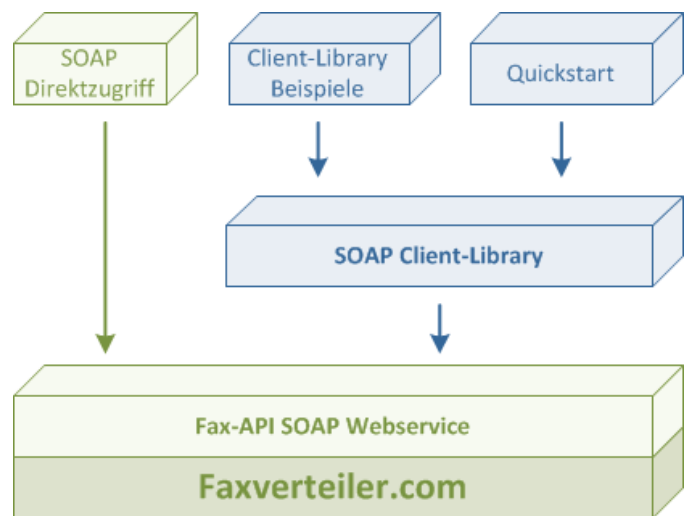 SOAP
Direktzugriff
Client-Library
Beispiele
Quickstart
SOAP Client-Library
Fax-API SOAP Webservice
Faxverteiler.com